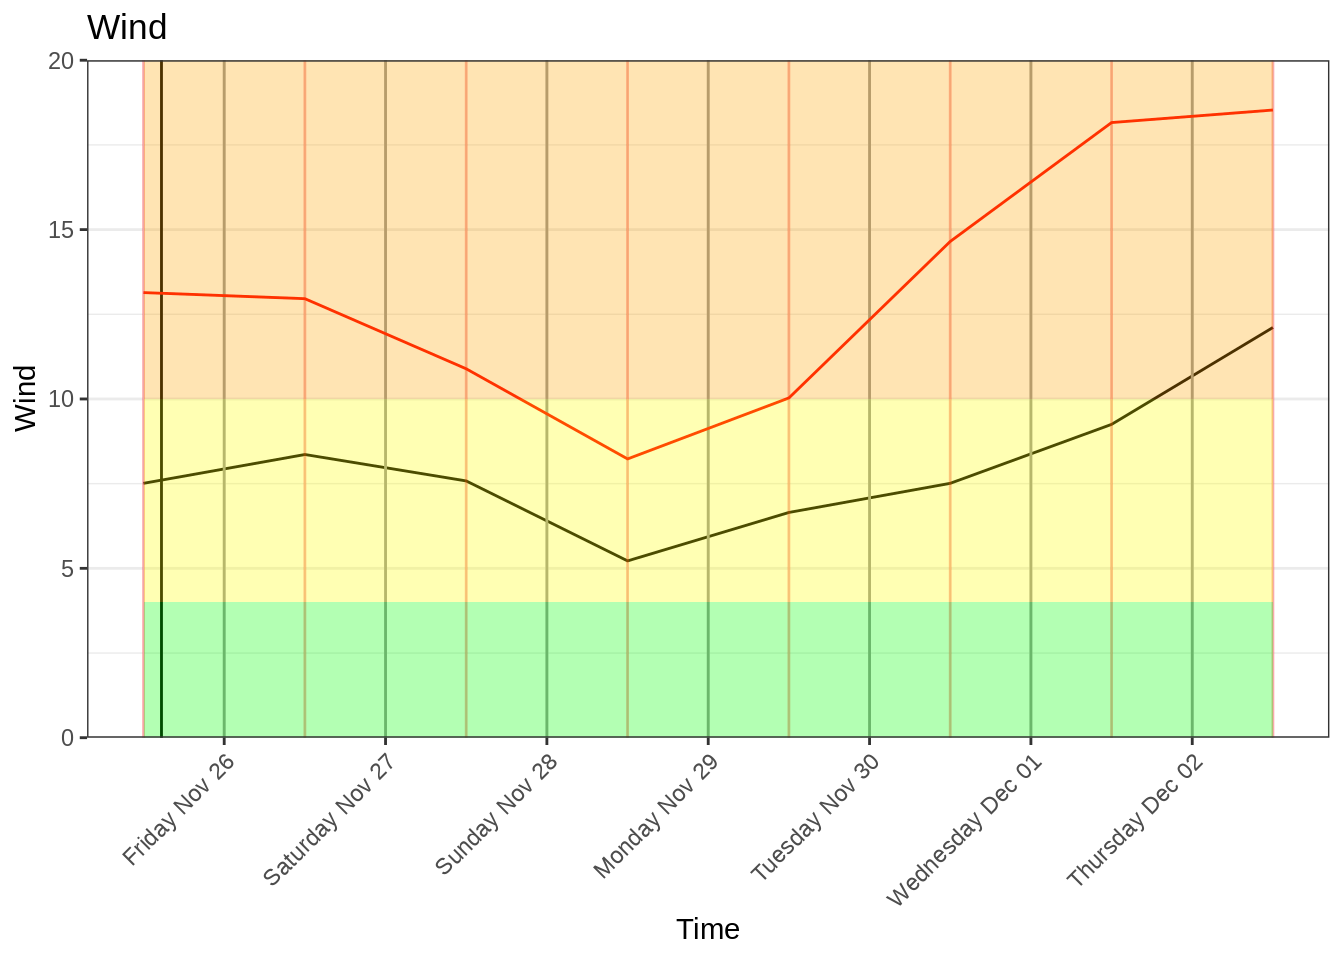 Wind
20
15
10
5
0
Wind
Friday Nov 26
Saturday Nov 27
Sunday Nov 28
Monday Nov 29
Tuesday Nov 30
Wednesday Dec 01
Thursday Dec 02
Time